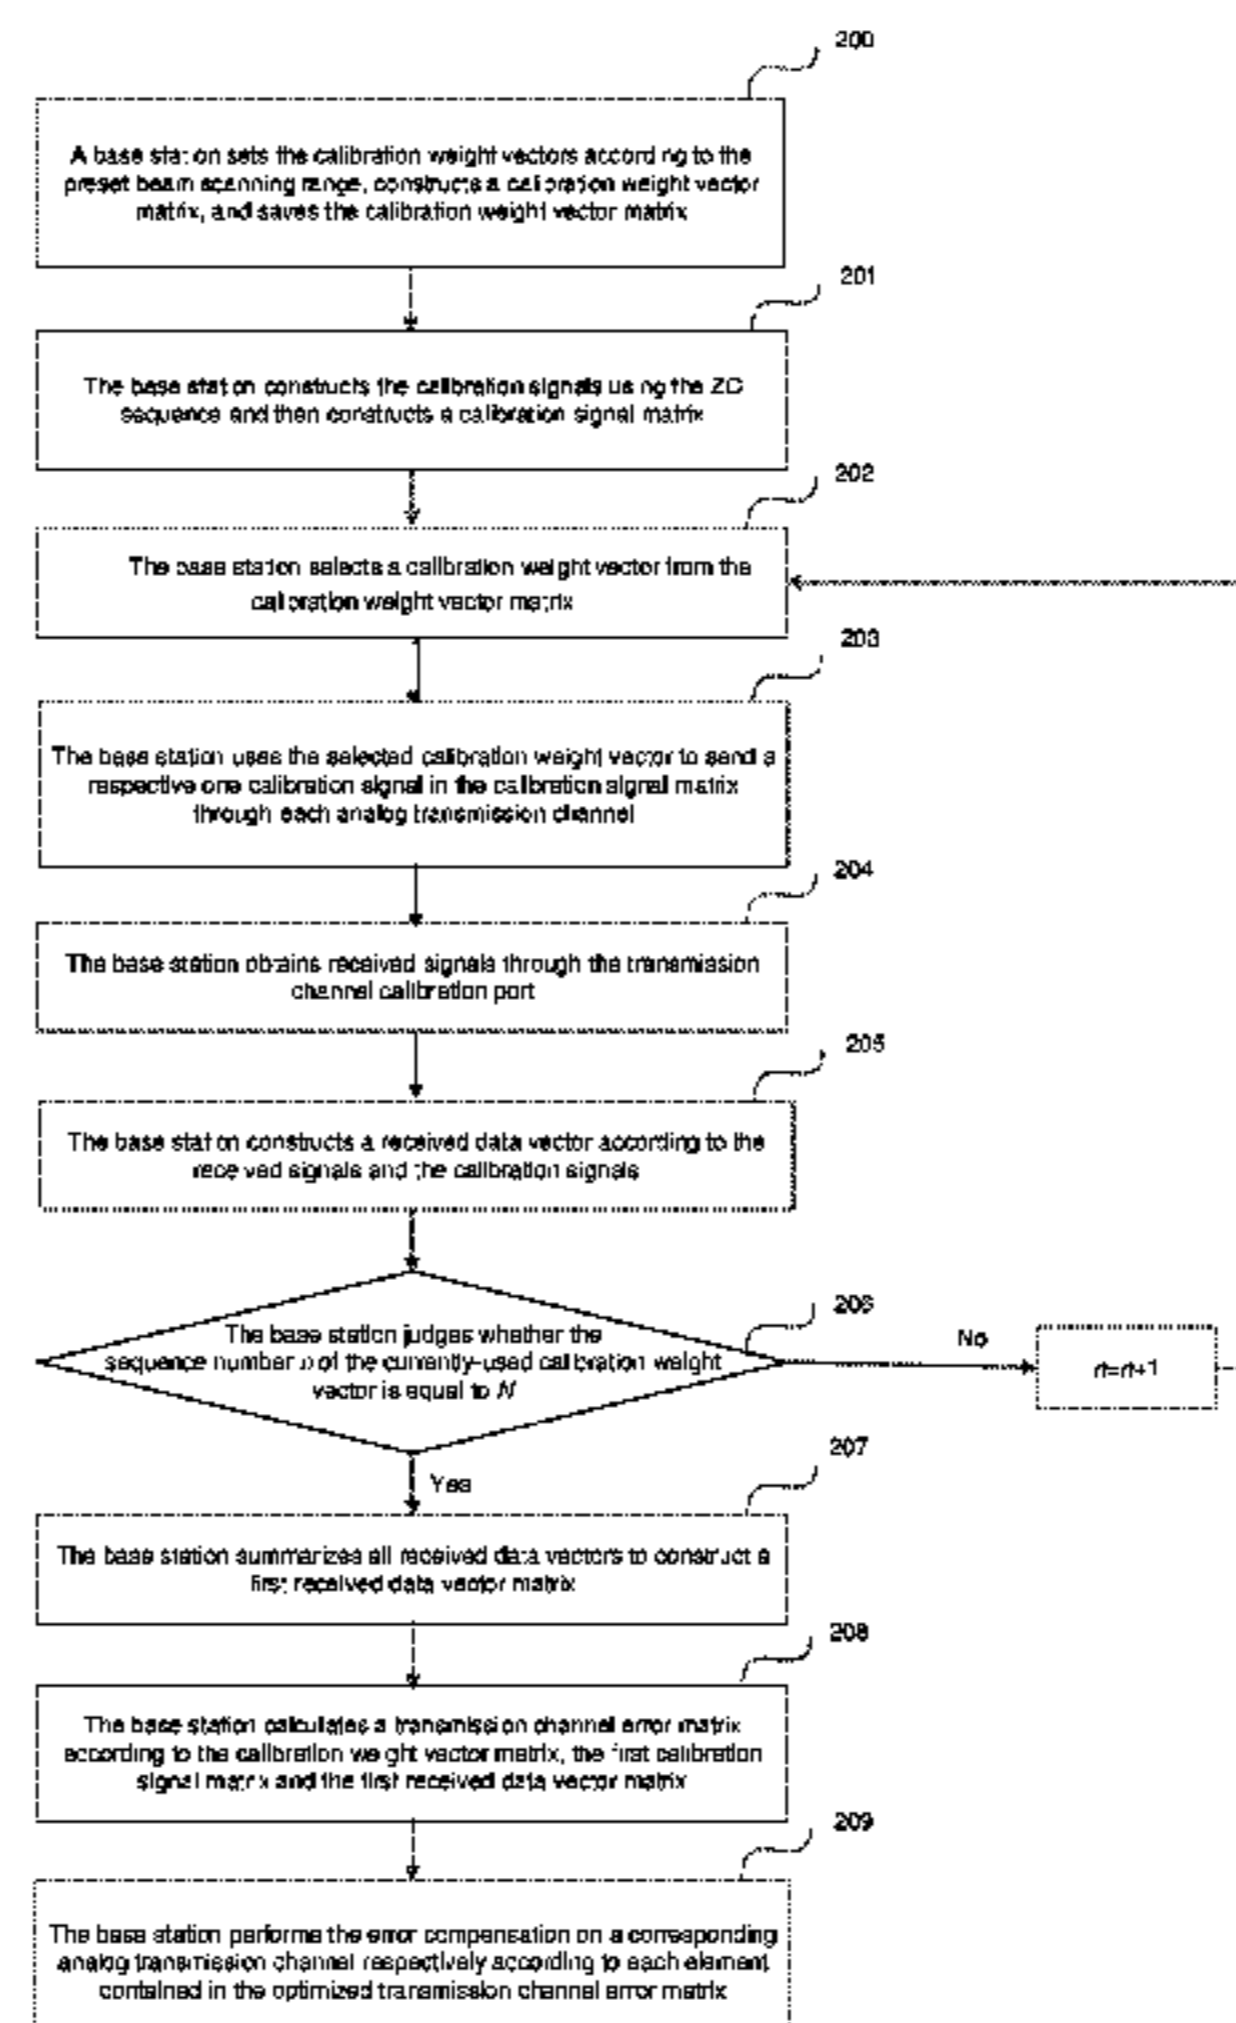 200
A base station sets the calibration weight vectors according to the
preset beam scanning range, constructs a calibration weight vector
matrix, and saves the calibration weight vector matrix
201
The base station constructs the calibration signals using the ZC
sequence and then constructs a calibration signal matrix
202
The base station selects a calibration weight vector from the
calibration weight vector matrix
203
The base station uses the selected calibration weight vector to send a
respective one calibration signal in the calibration signal matrix
through each analog transmission channel
204
The base station obtains received signals through the transmission
channel calibration port
205
The base station constructs a received data vector according to the
received signals and the calibration signals
206
The base station judges whether the
sequence number n of the currently-used calibration weight
vector is equal to N
No
n=n+1
Yes
207
The base station summarizes all received data vectors to construct a
first received data vector matrix
208
The base station calculates a transmission channel error matrix
according to the calibration weight vector matrix, the first calibration
signal matrix and the first received data vector matrix
209
The base station performs the error compensation on a corresponding
analog transmission channel respectively according to each element
contained in the optimized transmission channel error matrix